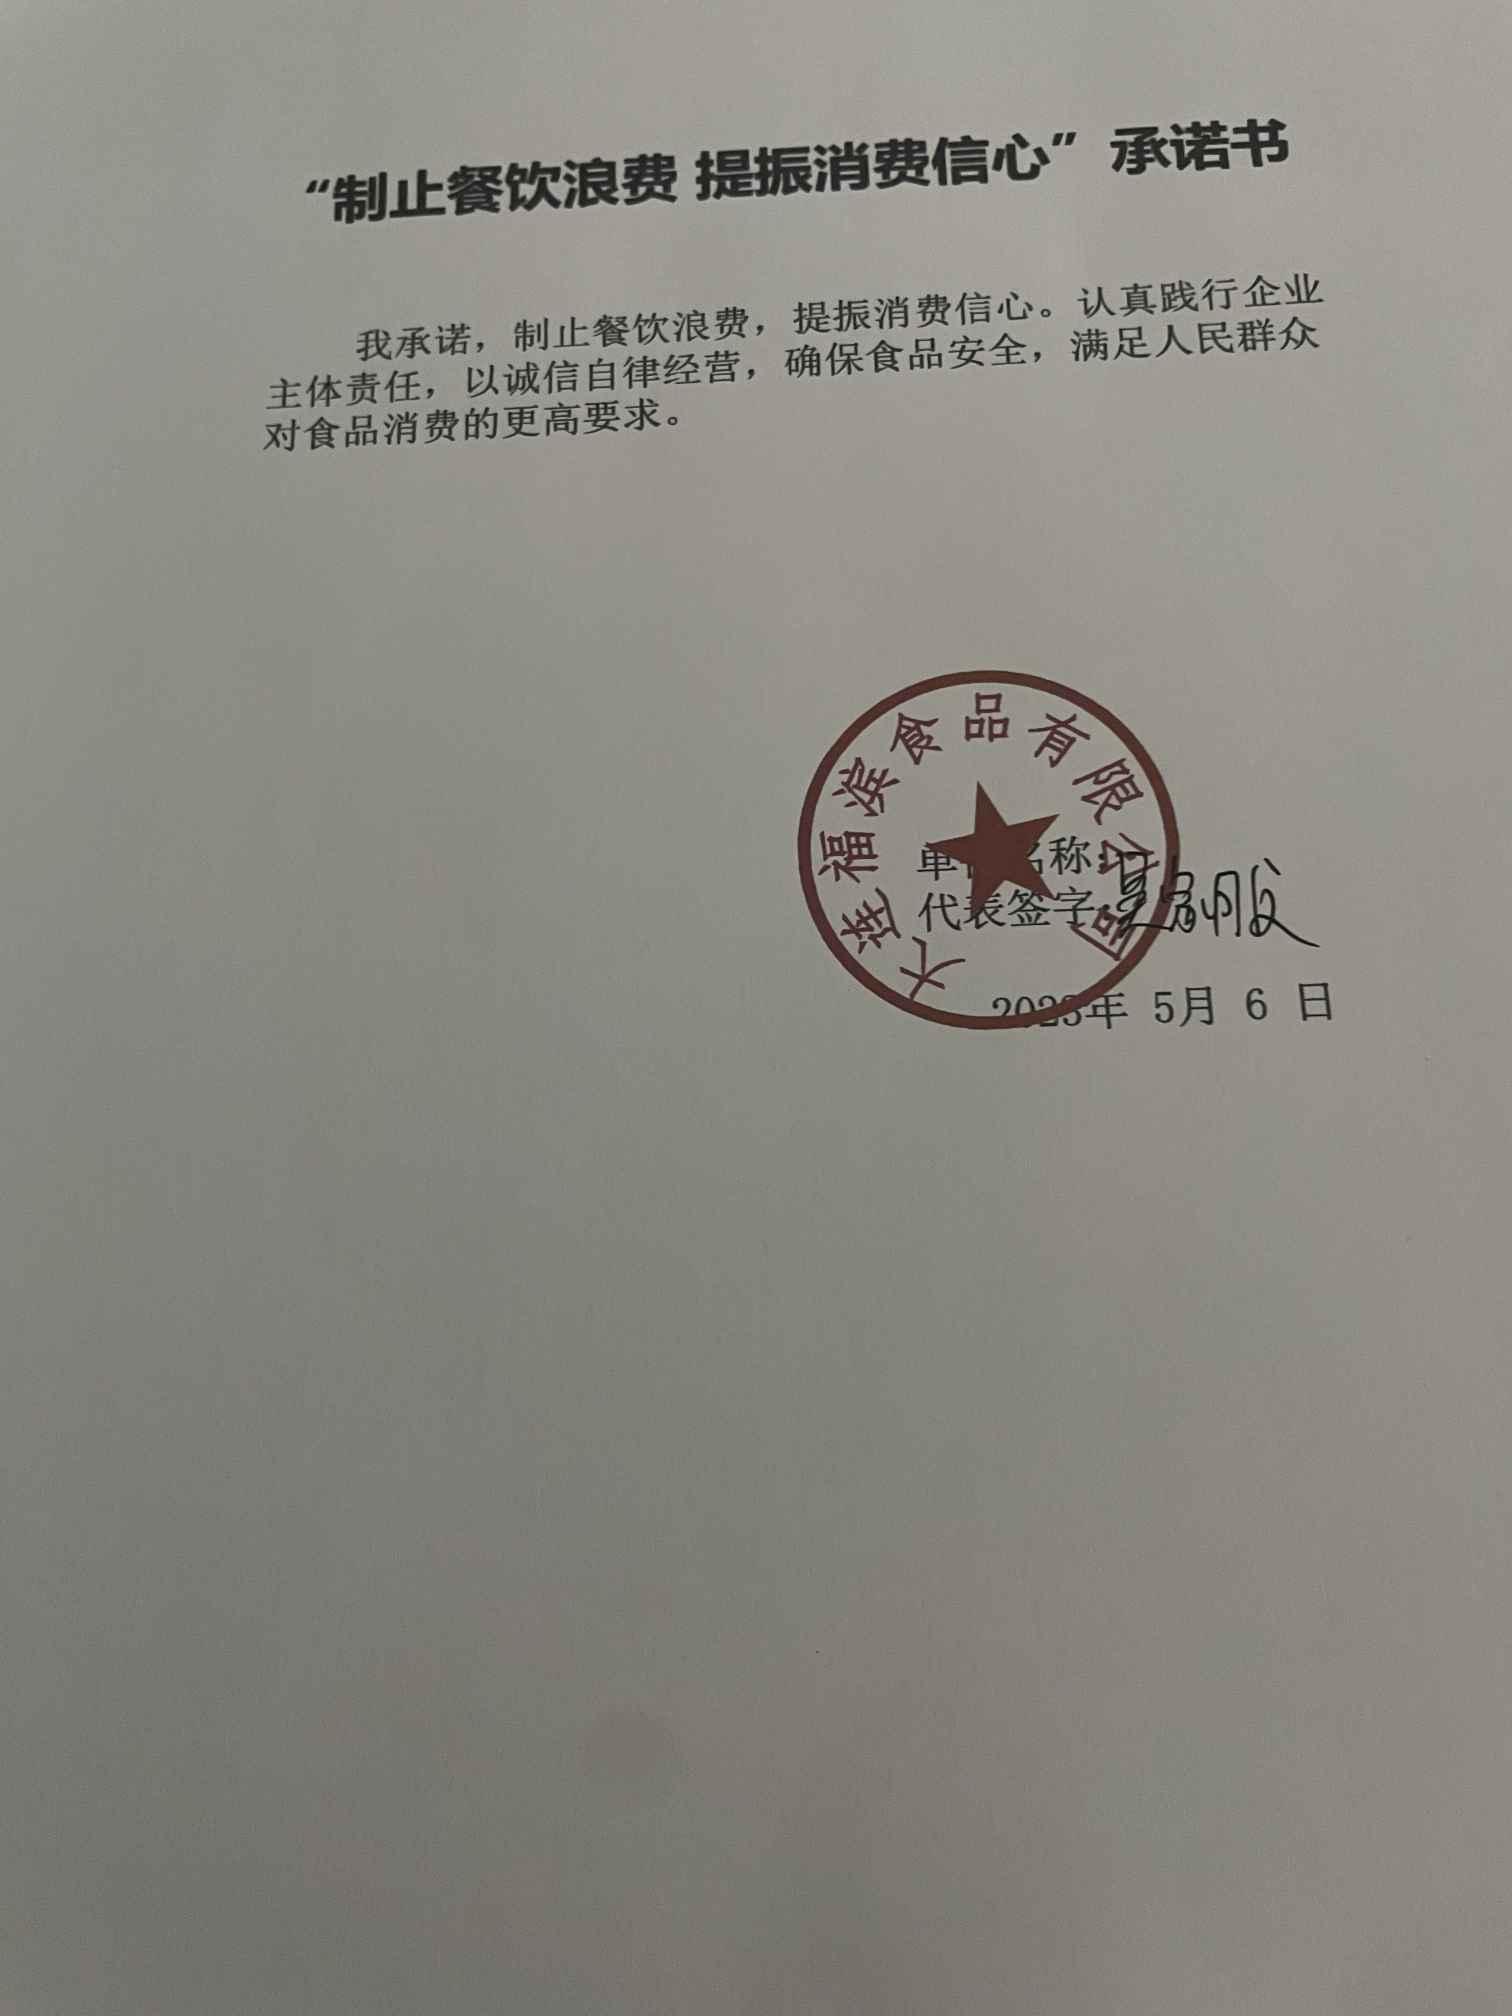 “制止餐饮浪费 提振消费信心”承诺书
我承诺，制止餐饮浪费，提振消费信心。认真践行企业
主体责任，以诚信自律经营，确保食品安全，满足人民群众
对食品消费的更高要求。
大连福滨食品有限公司
单位名称：
代表签字：
2023年 5月 6 日